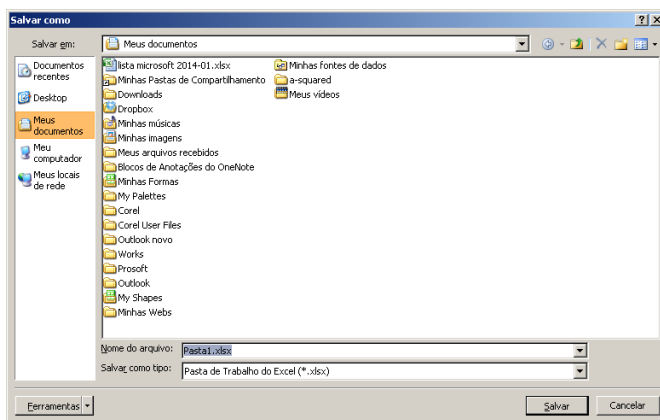 Salvar como
Salvar em:
Meus documentos
Documentos
recentes
Desktop
Meus
documentos
Meu
computador
Meus locais
de rede
lista microsoft 2014-01.xlsx
Minhas Pastas de Compartilhamento
Downloads
Dropbox
Minhas músicas
Minhas imagens
Meus arquivos recebidos
Blocos de Anotações do OneNote
Minhas Formas
My Palettes
Corel
Corel User Files
Outlook novo
Works
Prosoft
Outlook
My Shapes
Minhas Webs
Minhas fontes de dados
a-squared
Meus vídeos
Nome do arquivo:
Pasta1.xlsx
Salvar como tipo:
Pasta de Trabalho do Excel (*.xlsx)
Ferramentas
Salvar
Cancelar